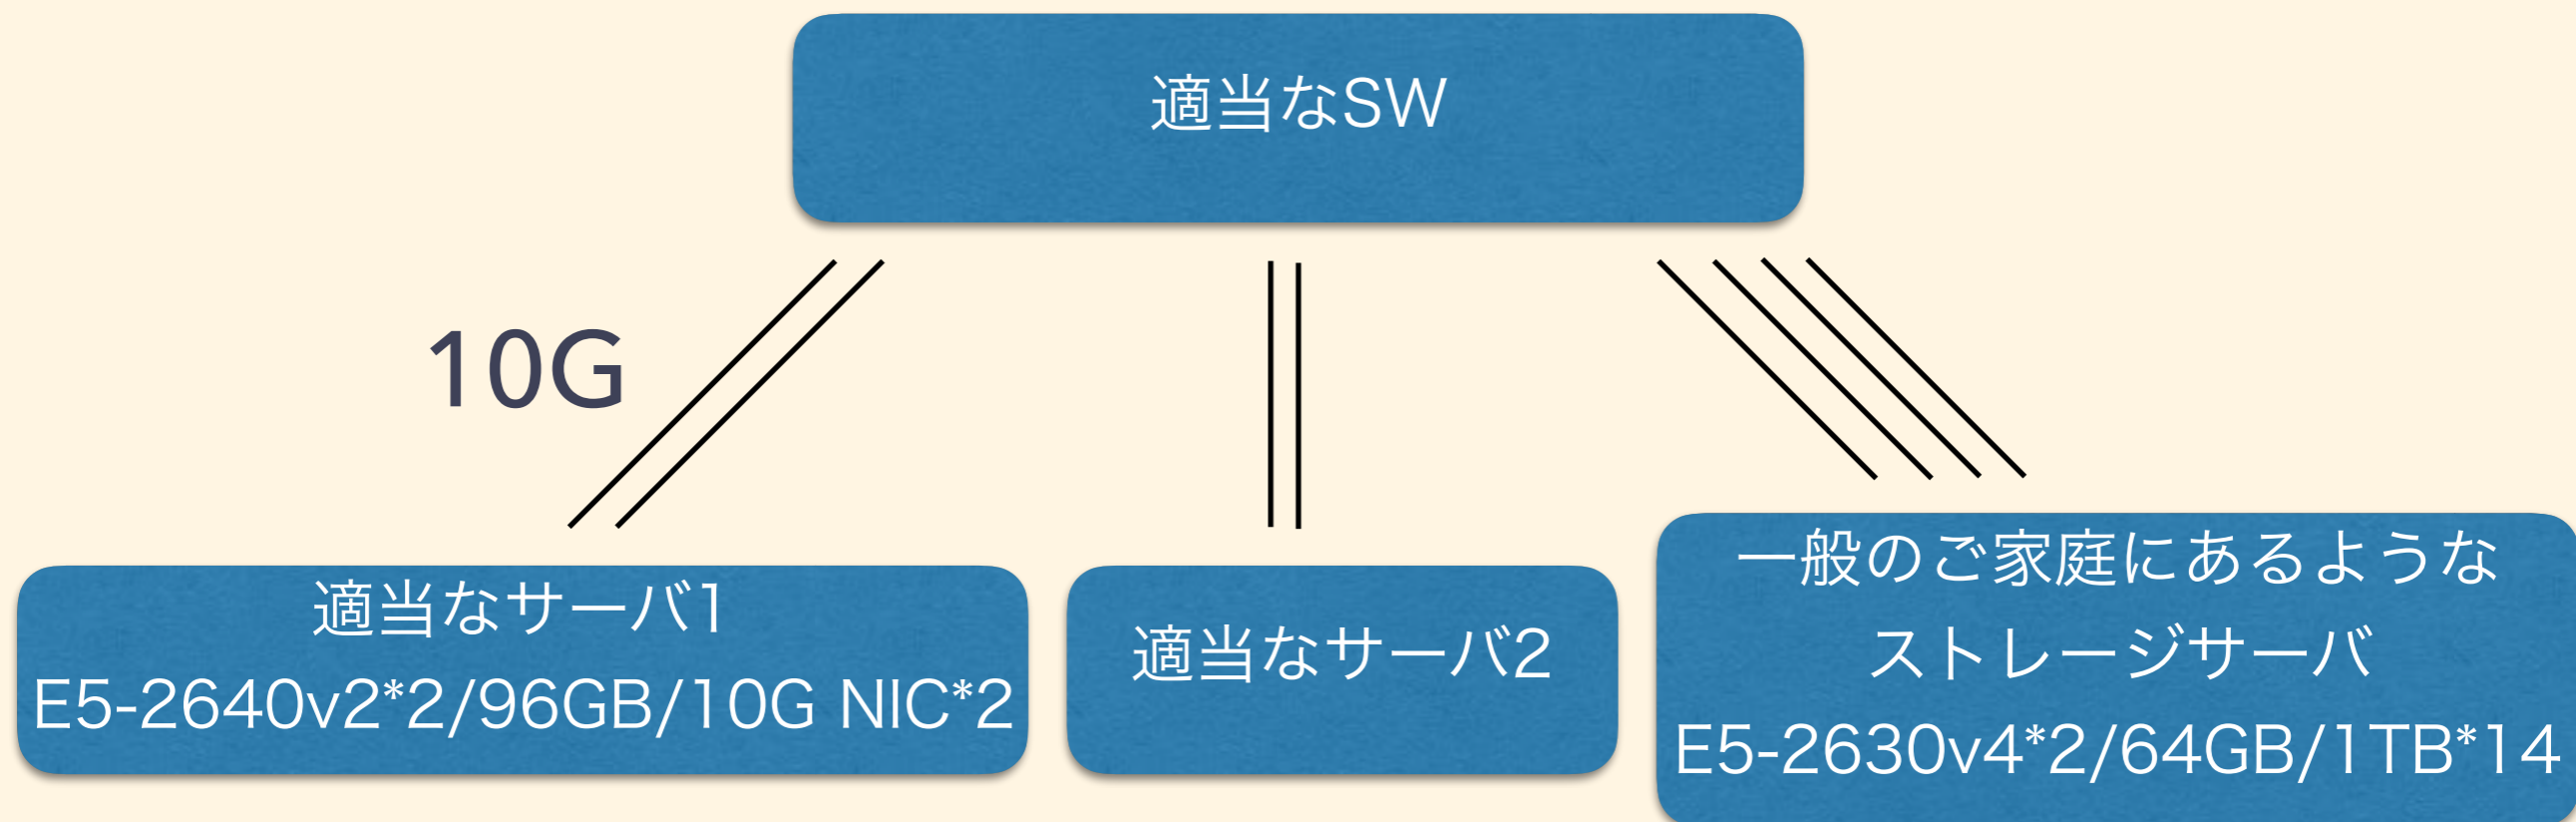 適当なSW
10G
適当なサーバ1
E5-2640v2*2/96GB/10G NIC*2
適当なサーバ2
一般のご家庭にあるような
ストレージサーバ
E5-2630v4*2/64GB/1TB*14